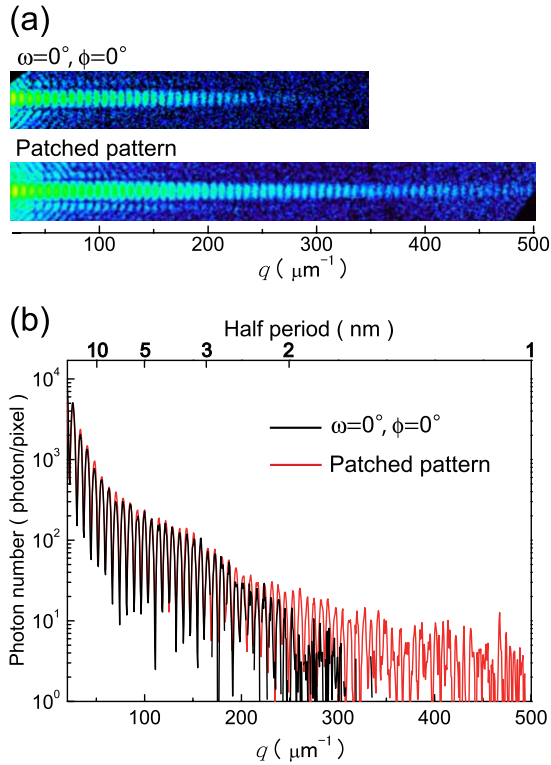 (a)
ω=0°, ϕ=0°
Patched pattern
100 200 300 400 500
q ( μm⁻¹ )
(b)
Half period ( nm )
10 5 3 2 1
10⁴
10³
10²
10¹
10⁰
Photon number ( photon/pixel )
ω=0°, ϕ=0°
Patched pattern
100 200 300 400 500
q ( μm⁻¹ )